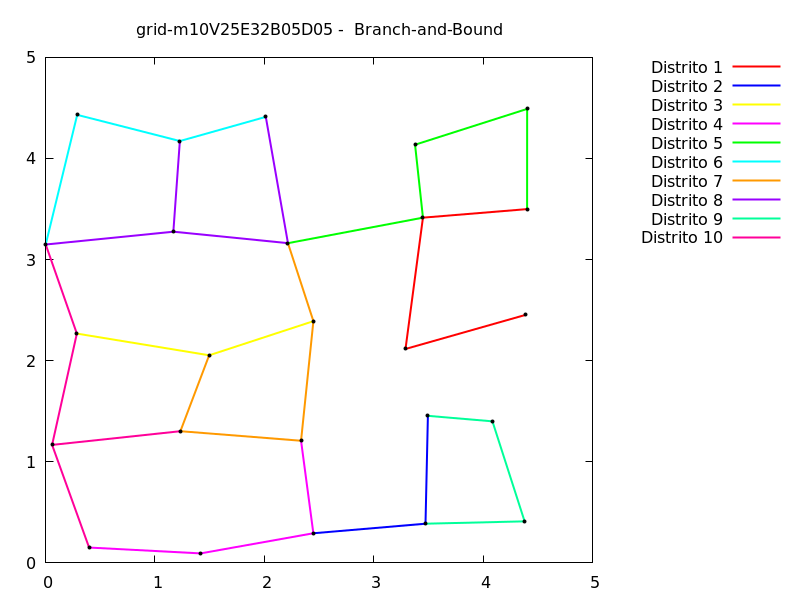 grid-m10V25E32B05D05 -  Branch-and-Bound
Distrito 1
Distrito 2
Distrito 3
Distrito 4
Distrito 5
Distrito 6
Distrito 7
Distrito 8
Distrito 9
Distrito 10
5
4
3
2
1
0
0 1 2 3 4 5